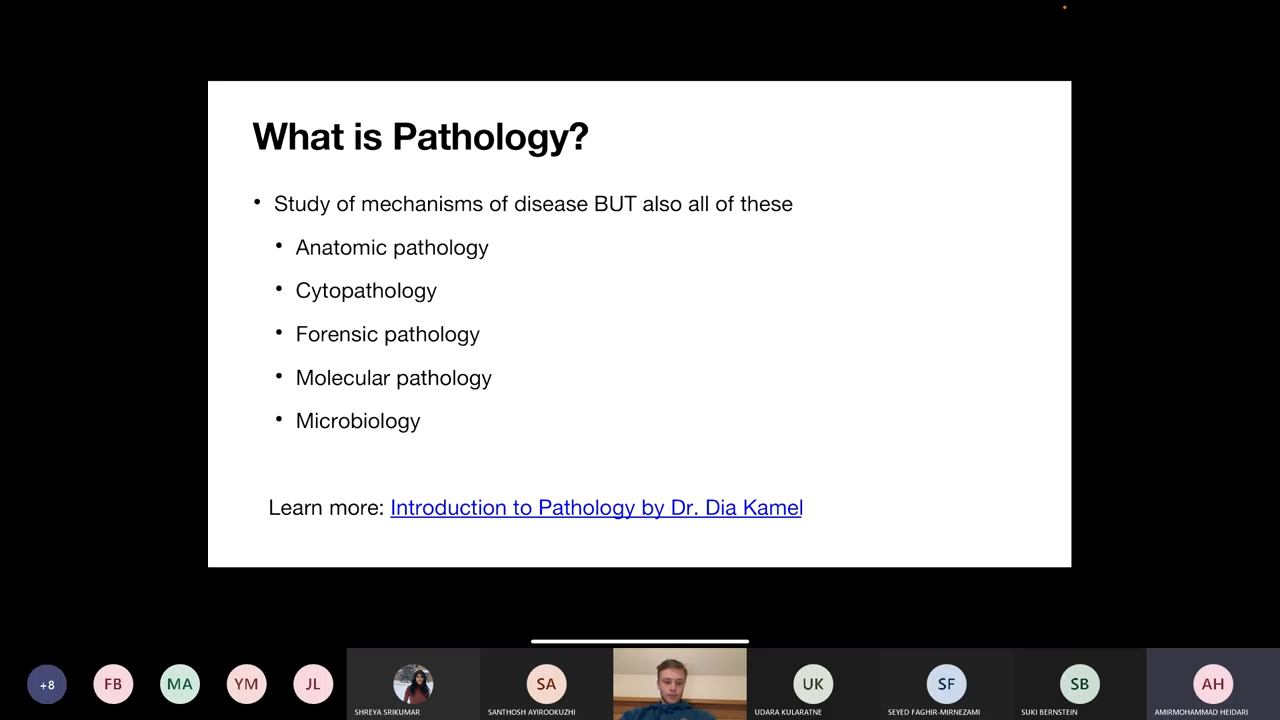 What is Pathology?
• Study of mechanisms of disease BUT also all of these
• Anatomic pathology
• Cytopathology
• Forensic pathology
• Molecular pathology
• Microbiology
Learn more: Introduction to Pathology by Dr. Dia Kamel
+8
FB
MA
YM
JL
SHREYA SRIKUMAR
SA
SANTHOSH AYIROOKUZHI
UK
UDARA KULARATNE
SF
SEYED FAGHIR-MIRNEZAMI
SB
SUKI BERNSTEIN
AH
AMIRMOHAMMAD HEIDARI